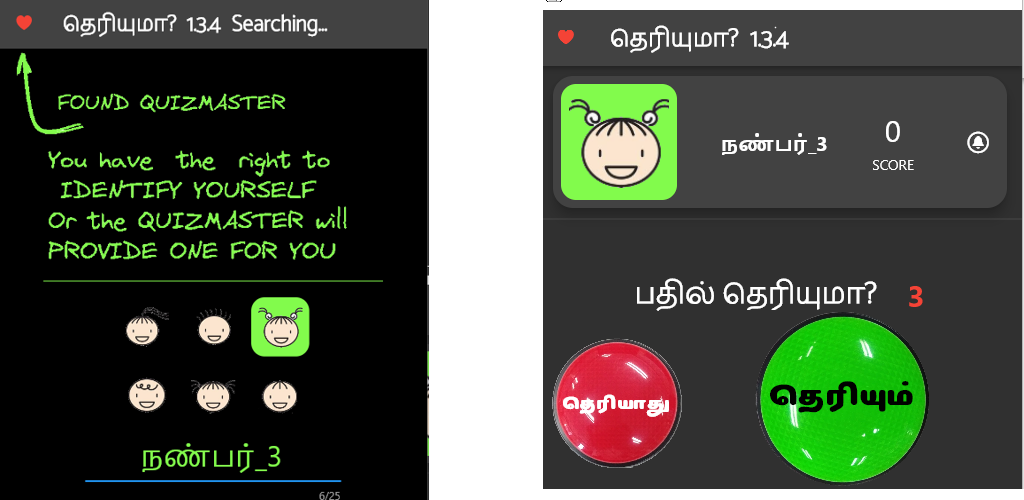 தெரியுமா? 1.3.4 Searching...
FOUND QUIZMASTER
You have the right to
IDENTIFY YOURSELF
Or the QUIZMASTER will
PROVIDE ONE FOR YOU
நண்பர்_3
6/25
தெரியுமா? 1.3.4
நண்பர்_3
0
SCORE
பதில் தெரியுமா? 3
தெரியாது
தெரியும்